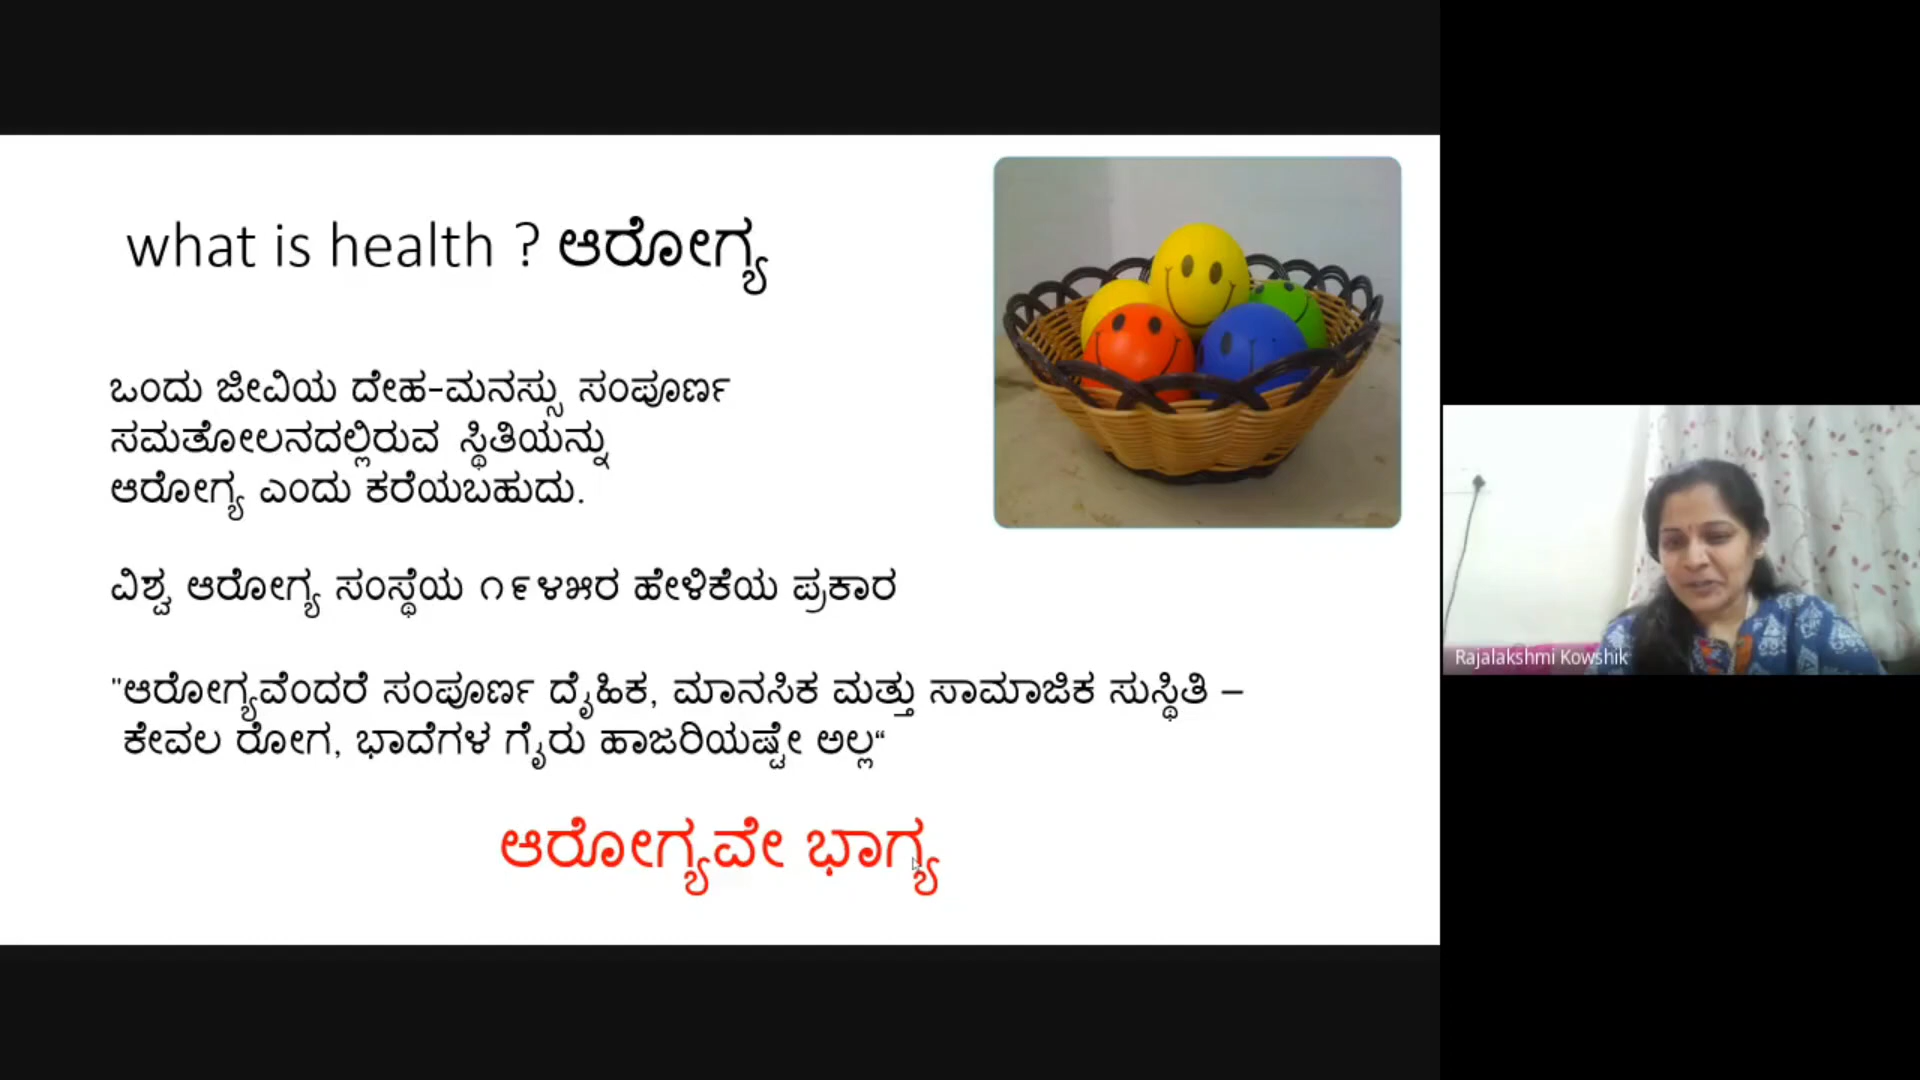 what is health ? ಆರೋಗ್ಯ
ಒಂದು ಜೀವಿಯ ದೇಹ-ಮನಸ್ಸು ಸಂಪೂರ್ಣ
ಸಮತೋಲನದಲ್ಲಿರುವ ಸ್ಥಿತಿಯನ್ನು
ಆರೋಗ್ಯ ಎಂದು ಕರೆಯಬಹುದು.
ವಿಶ್ವ ಆರೋಗ್ಯ ಸಂಸ್ಥೆಯ ೧೯೪೫ರ ಹೇಳಿಕೆಯ ಪ್ರಕಾರ
"ಆರೋಗ್ಯವೆಂದರೆ ಸಂಪೂರ್ಣ ದೈಹಿಕ, ಮಾನಸಿಕ ಮತ್ತು ಸಾಮಾಜಿಕ ಸುಸ್ಥಿತಿ –
ಕೇವಲ ರೋಗ, ಭಾದೆಗಳ ಗೈರು ಹಾಜರಿಯಷ್ಟೇ ಅಲ್ಲ“
ಆರೋಗ್ಯವೇ ಭಾಗ್ಯ
Rajalakshmi Kowshik